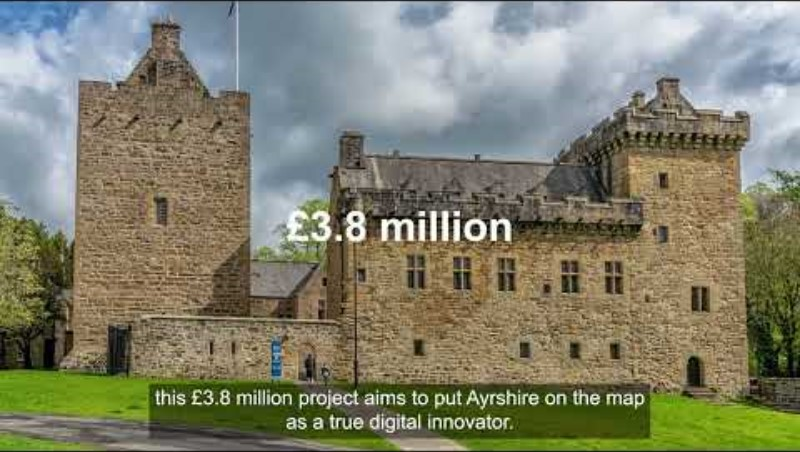 £3.8 million
this £3.8 million project aims to put Ayrshire on the map
as a true digital innovator.